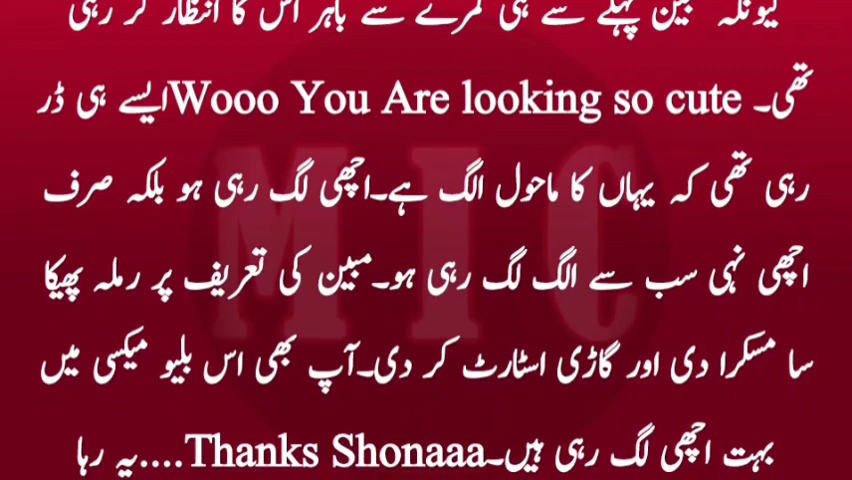 کیونکہ مبین پہلے سے ہی کمرے سے باہر اس کا انتظار کر رہی
تھی۔ Wooo You Are looking so cuteایسے ہی ڈر
رہی تھی کہ یہاں کا ماحول الگ ہے۔اچھی لگ رہی ہو بلکہ صرف
اچھی نہی سب سے الگ لگ رہی ہو۔مبین کی تعریف پر رملہ پھیکا
سا مسکرا دی اور گاڑی اسٹارٹ کر دی۔آپ بھی اس بلیو میکسی میں
بہت اچھی لگ رہی ہیں۔Thanks Shonaaa....یہ رہا
MIC